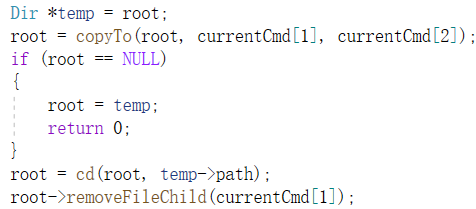 Dir *temp = root;
root = copyTo(root, currentCmd[1], currentCmd[2]);
if (root == NULL)
{
root = temp;
return 0;
}
root = cd(root, temp->path);
root->removeFileChild(currentCmd[1]);